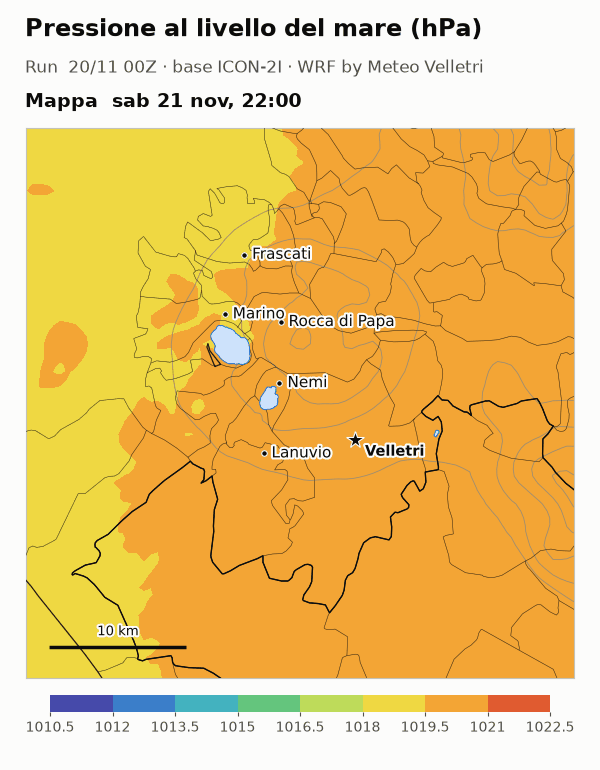 Pressione al livello del mare (hPa)
Run  20/11 00Z · base ICON-2I · WRF by Meteo Velletri
Mappa  sab 21 nov, 22:00
Frascati
Marino
Rocca di Papa
Nemi
Velletri
Lanuvio
10 km
1010.5 1012 1013.5 1015 1016.5 1018 1019.5 1021 1022.5